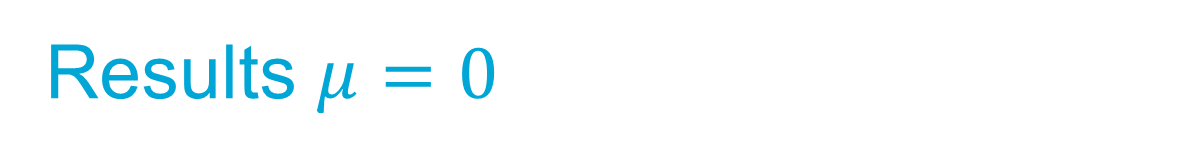 Results 𝜇 = 0